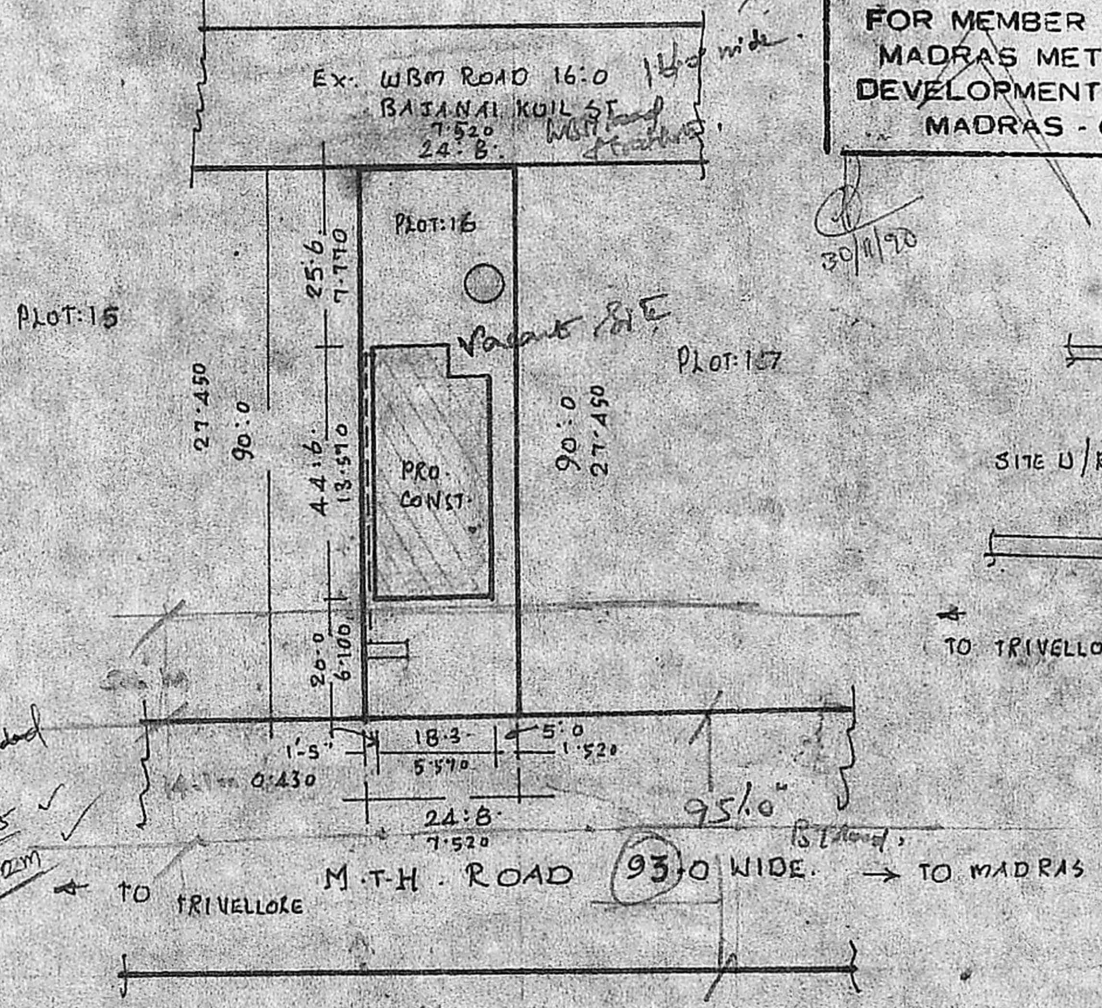 FOR MEMBER
MADRAS MET
DEVELOPMENT
MADRAS -
30/11/90
EX. WBM ROAD 16:0
wide.
BAJANAI KOIL ST
7.520
24:8
PLOT:16
25:6
7.770
PLOT:15
Vacant SITE
PLOT:157
27.450
90:0
44:6
13.570
PRO.
CONST.
90:0
27.450
SITE U/R
20:0
6.100
TO TRIVELLO
1'-5"
18:3
5:0
1.520
0.430
5.570
24:8
7.520
95'.0"
M.T.H. ROAD 93.0 WIDE. → TO MADRAS
← TO TRIVELLORE